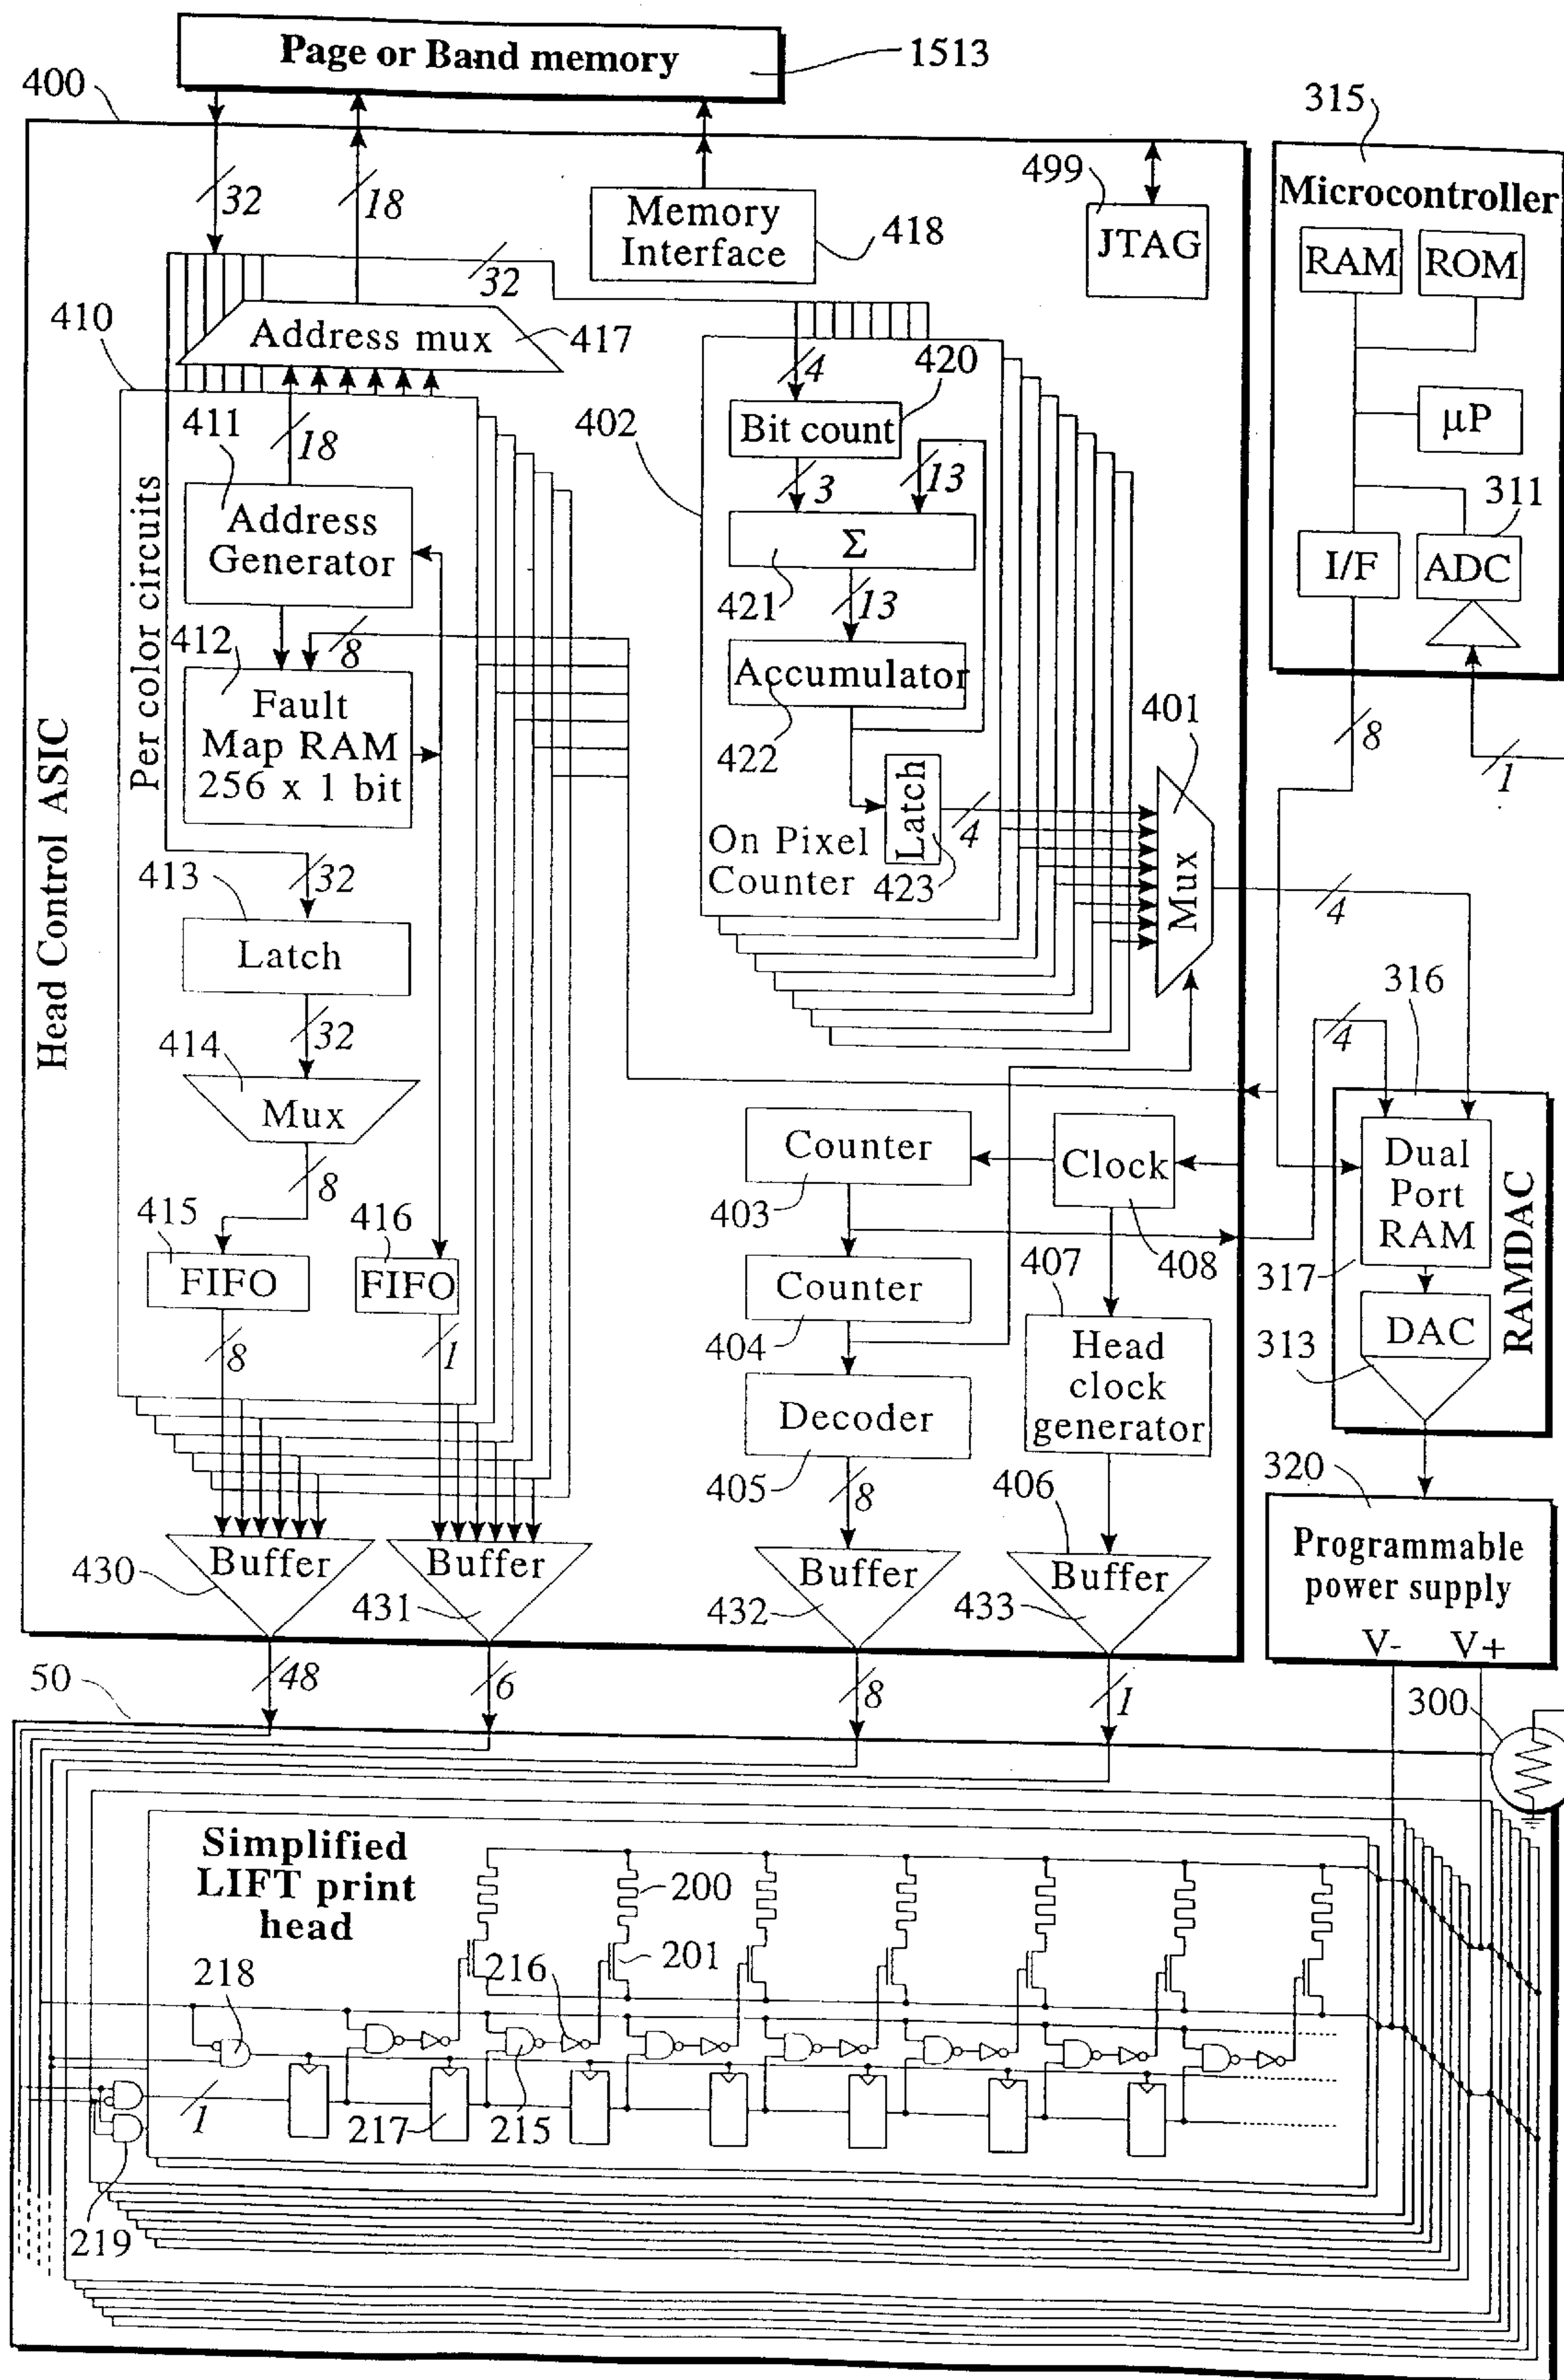 Page or Band memory
1513
400
315
32
18
Memory
Interface
418
499
JTAG
Microcontroller
RAM
ROM
32
410
Address mux
417
4
420
μP
411
18
402
Bit count
3
13
311
Per color circuits
Address
Generator
Σ
421
13
I/F
ADC
412
8
Fault
Map RAM
256 x 1 bit
Accumulator
422
401
8
1
Head Control ASIC
Latch
4
On Pixel
Counter
423
Mux
4
413
32
Latch
32
414
Mux
8
316
4
Counter
403
Clock
408
Dual
Port
RAM
317
RAMDAC
415
416
FIFO
FIFO
8
1
Counter
404
407
Head
clock
generator
DAC
313
Decoder
405
8
406
320
Programmable
power supply
V-
V+
Buffer
430
Buffer
431
Buffer
432
Buffer
433
50
48
6
8
1
300
Simplified
LIFT print
head
200
201
218
216
1
217
215
219